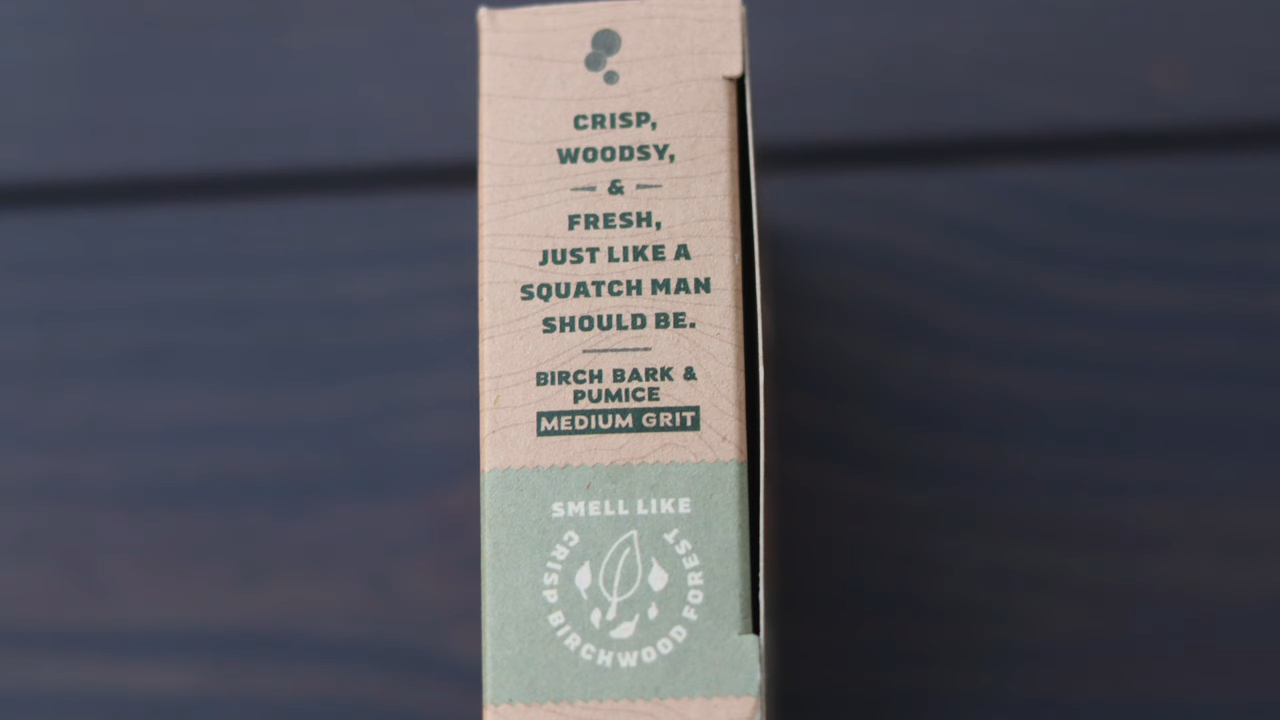 CRISP,
WOODSY,
&
FRESH,
JUST LIKE A
SQUATCH MAN
SHOULD BE.
BIRCH BARK &
PUMICE
MEDIUM GRIT
SMELL LIKE
CRISP BIRCHWOOD FOREST